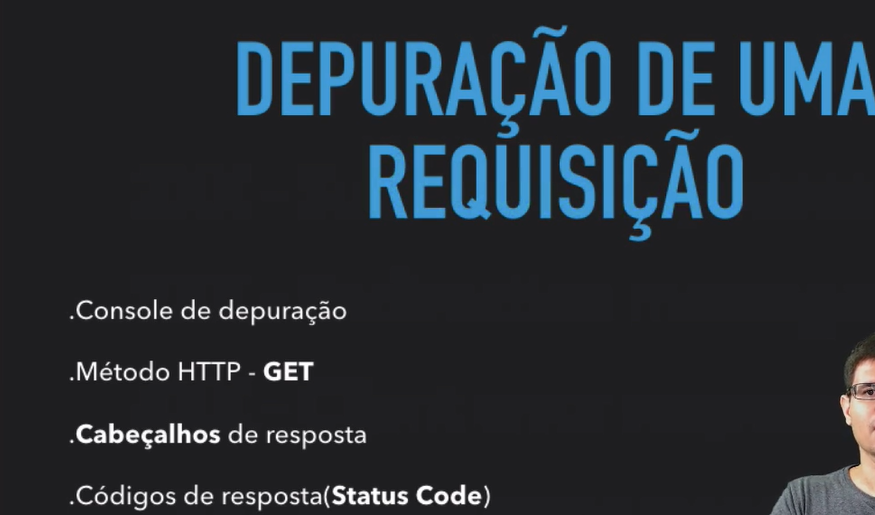 DEPURAÇÃO DE UMA
REQUISIÇÃO
.Console de depuração
.Método HTTP - GET
.Cabeçalhos de resposta
.Códigos de resposta(Status Code)